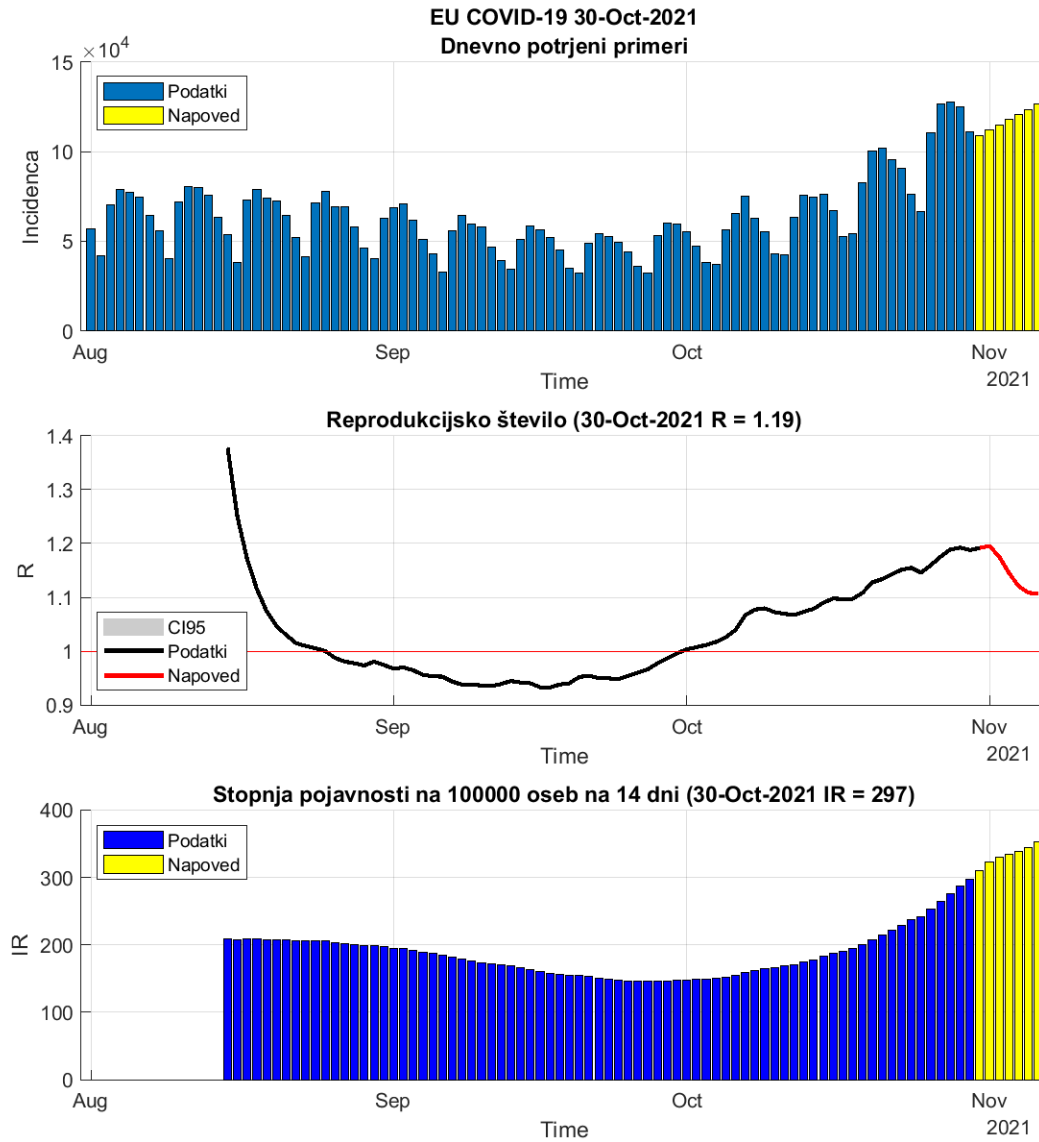 EU COVID-19 30-Oct-2021
Dnevno potrjeni primeri
×10⁴
15
10
5
0
Incidenca
Podatki
Napoved
Aug
Sep
Oct
Nov
2021
Time
Reprodukcijsko število (30-Oct-2021 R = 1.19)
1.4
1.3
1.2
1.1
1
0.9
R
CI95
Podatki
Napoved
Aug
Sep
Oct
Nov
2021
Time
Stopnja pojavnosti na 100000 oseb na 14 dni (30-Oct-2021 IR = 297)
400
300
200
100
0
IR
Podatki
Napoved
Aug
Sep
Oct
Nov
2021
Time